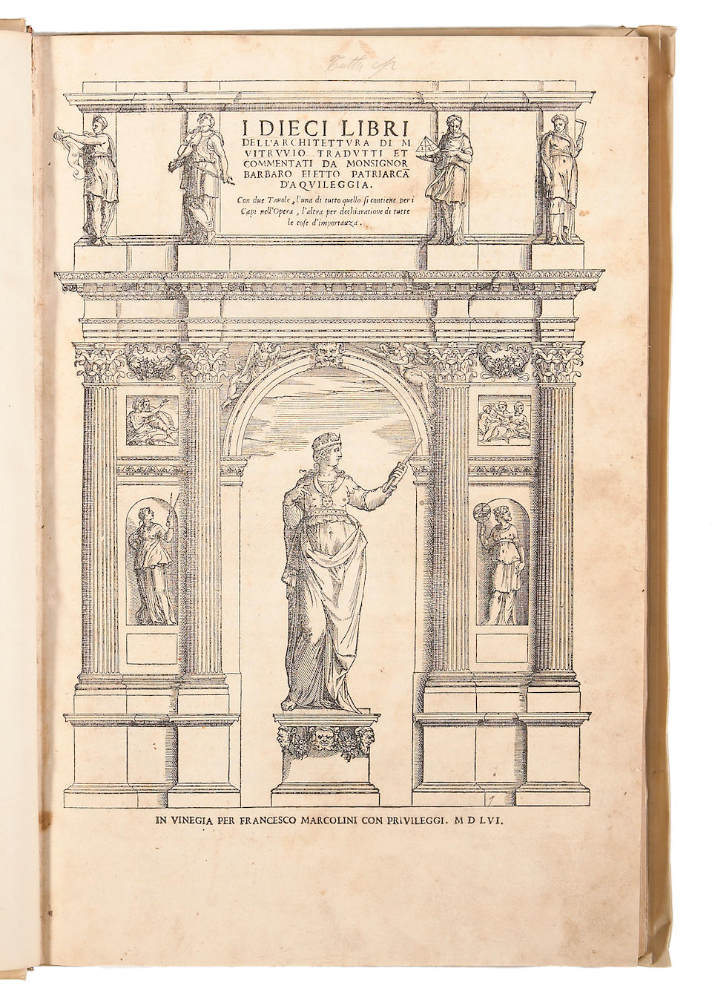 I DIECI LIBRI
DELL'ARCHITETTVRA DI M
VITRVVIO TRADVTTI ET
COMMENTATI DA MONSIGNOR
BARBARO ELETTO PATRIARCA
D'AQVILEGGIA.
Con due Tauole, l'una di tutto quello si contiene per i
Capi nell'Opera, l'altra per dechiaratione di tutte
le cose d'importanza.
IN VINEGIA PER FRANCESCO MARCOLINI CON PRIVILEGGI. M D LVI.